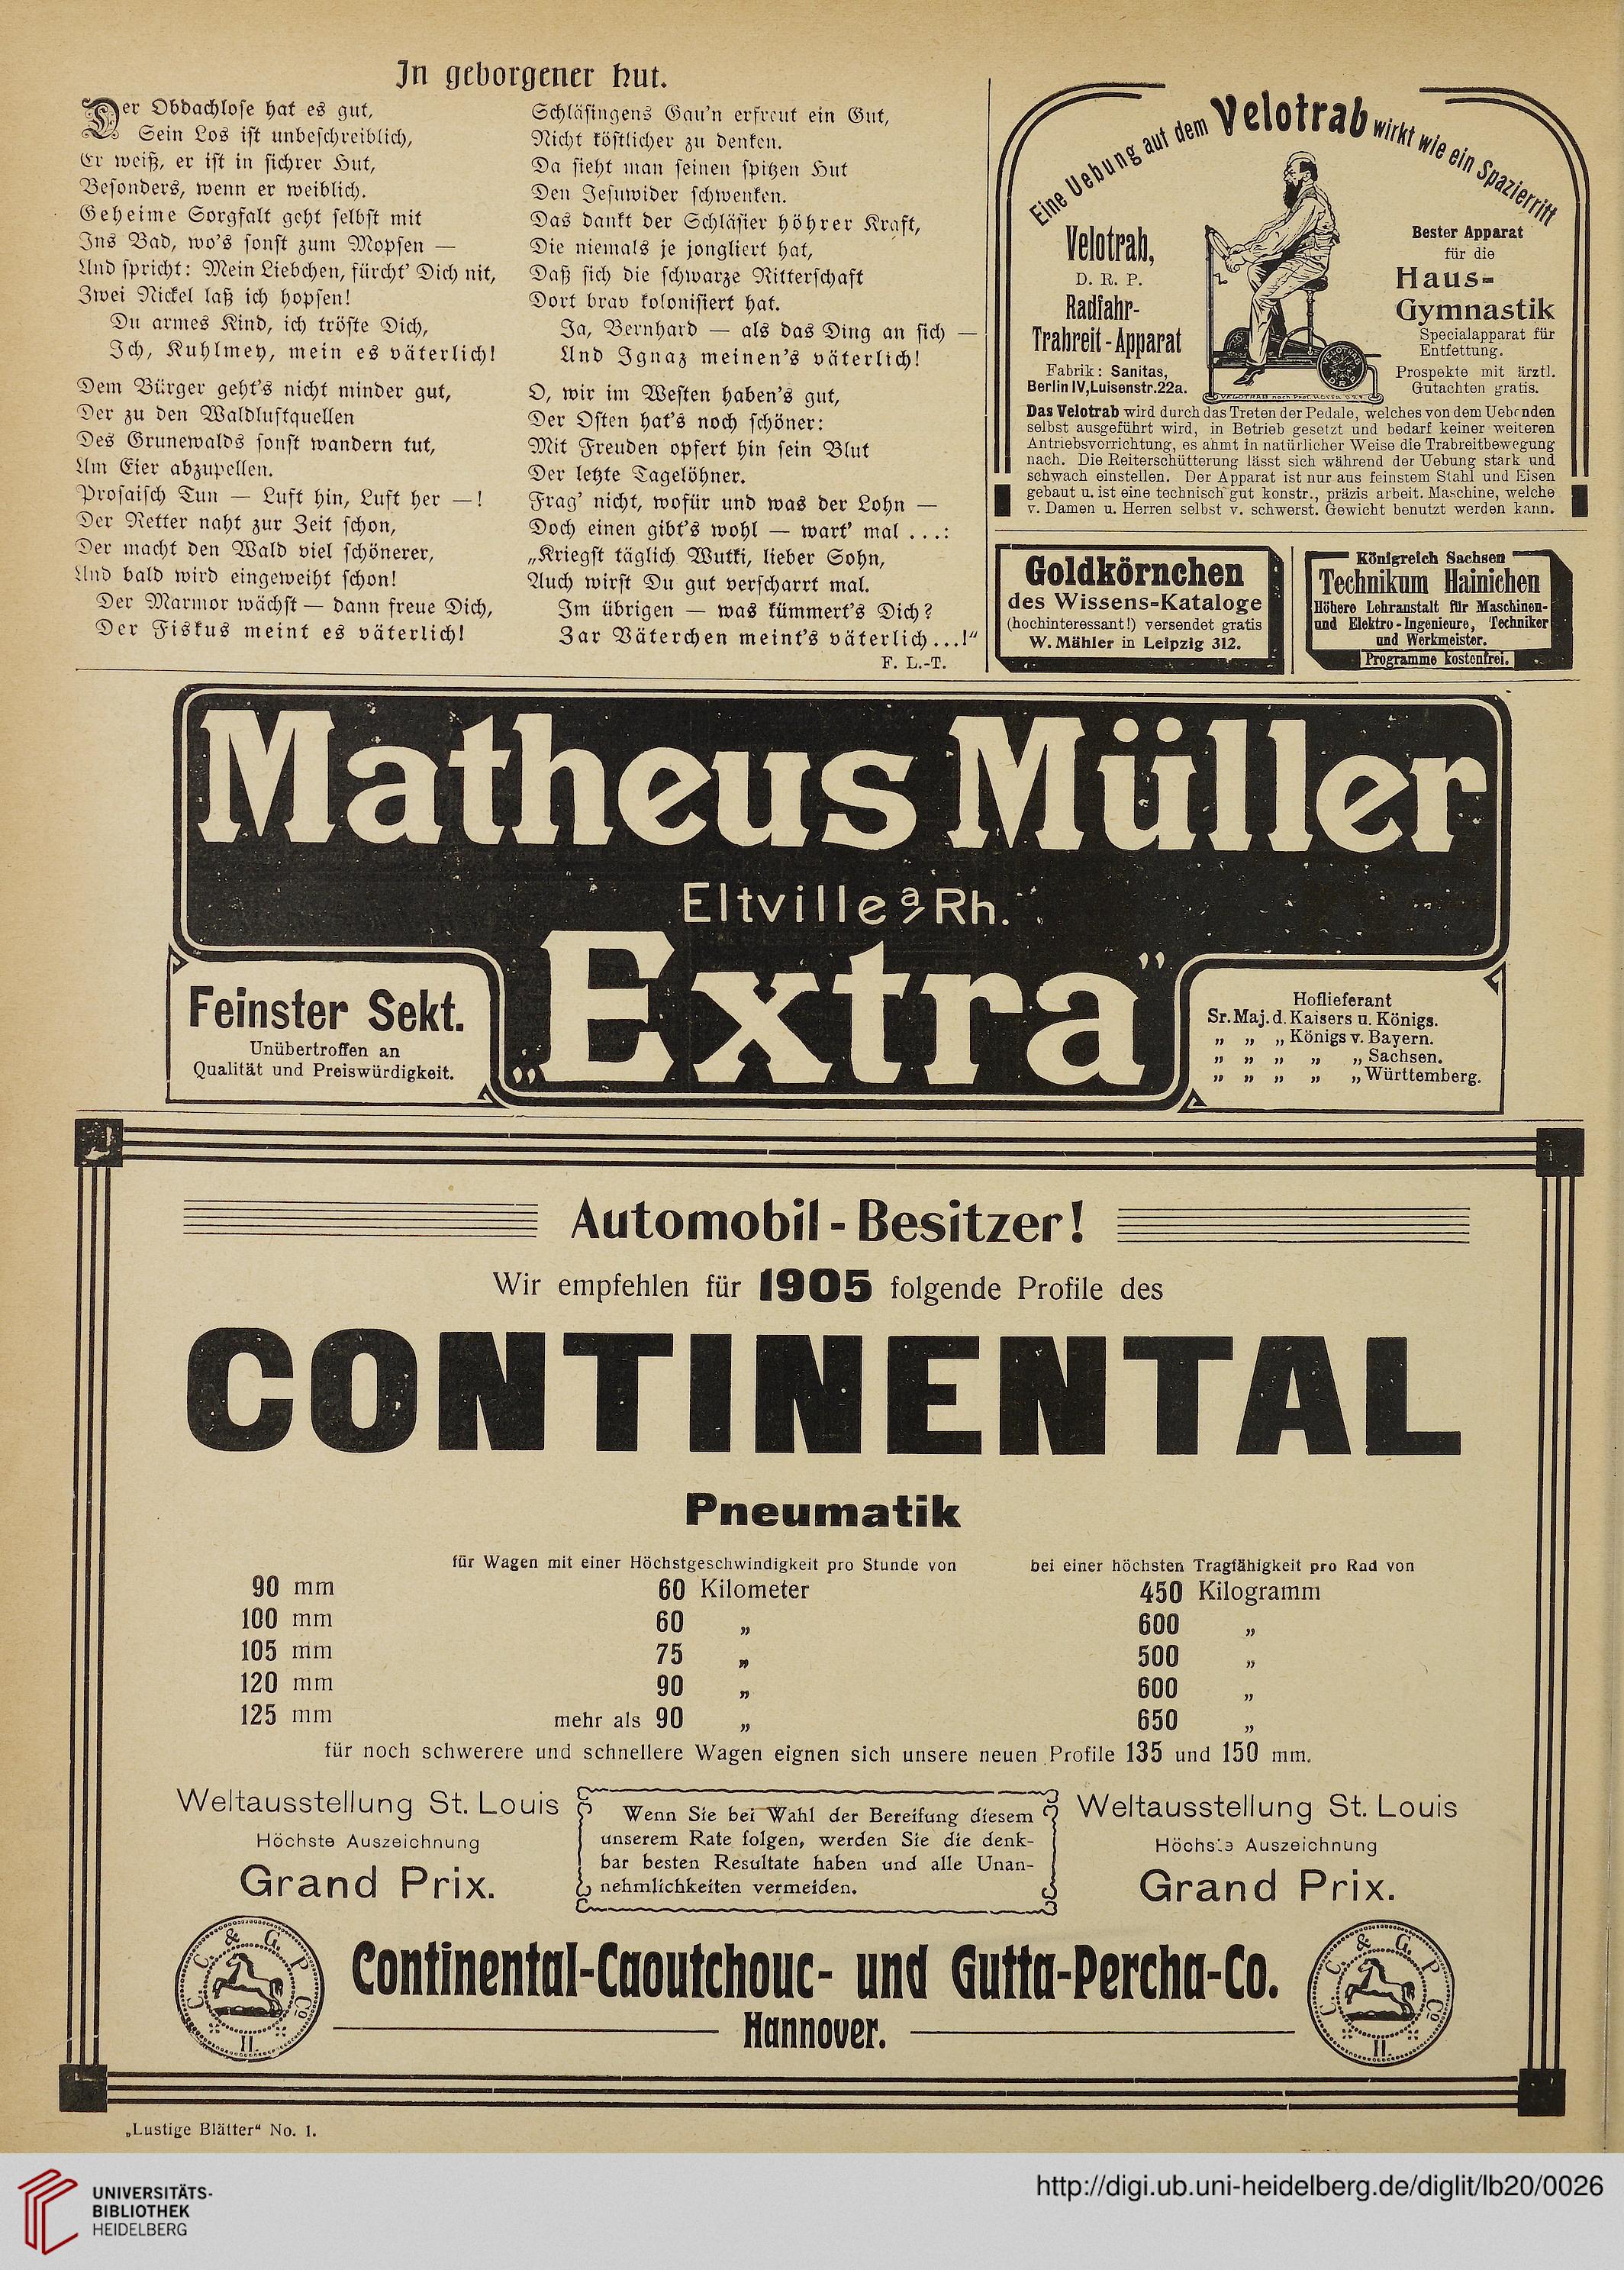 In geborgener Hut.
Der Obdachlose hat es gut,
Sein Los ist unbeschreiblich,
Er weiß, er ist in sichrer Hut,
Besonders, wenn er weiblich.
Geheime Sorgfalt geht selbst mit
Ins Bad, wo's sonst zum Mopsen —
Und spricht: Mein Liebchen, fürcht' Dich nit,
Zwei Nickel laß ich hopsen!
Du armes Kind, ich tröste Dich,
Ich, Kuhlmey, mein es väterlich!
Dem Bürger geht's nicht minder gut,
Der zu den Waldluftquellen
Des Grunewalds sonst wandern tut,
Um Eier abzupellen.
Prosaisch Tun — Luft hin, Luft her —!
Der Retter naht zur Zeit schon,
Der macht den Wald viel schönerer,
Und bald wird eingeweiht schon!
Der Marmor wächst — dann freue Dich,
Der Fiskus meint es väterlich!
Schläfingens Gau'n erfreut ein Gut,
Nicht köstlicher zu denken.
Da sieht man seinen spitzen Hut
Den Jesuwider schwenken.
Das dankt der Schläsier höhrer Kraft,
Die niemals je jongliert hat,
Daß sich die schwarze Ritterschaft
Dort brav kolonisiert hat.
Ja, Bernhard — als das Ding an sich —
Und Ignaz meinen's väterlich!
O, wir im Westen haben's gut,
Der Osten hat's noch schöner:
Mit Freuden opfert hin sein Blut
Der letzte Tagelöhner.
Frag' nicht, wofür und was der Lohn —
Doch einen gibt's wohl — wart' mal ...:
„Kriegst täglich Wutki, lieber Sohn,
Auch wirst Du gut verscharrt mal.
Im übrigen — was kümmert's Dich?
Zar Väterchen meint's väterlich...!“
F. L.-T.
Eine Uebung auf dem Velotrab wirkt wie ein Spazierritt
Velotrab,
D. R. P.
Radfahr-
Trabreit-Apparat
Fabrik: Sanitas,
Berlin IV, Luisenstr. 22a.
Bester Apparat
für die
Haus-
Gymnastik
Specialapparat für
Entfettung.
Prospekte mit ärztl.
Gutachten gratis.
Das Velotrab wird durch das Treten der Pedale, welches von dem Uebenden
selbst ausgeführt wird, in Betrieb gesetzt und bedarf keiner weiteren
Antriebsvorrichtung, es ahmt in natürlicher Weise die Trabreitbewegung
nach. Die Reiterschütterung lässt sich während der Uebung stark und
schwach einstellen. Der Apparat ist nur aus feinstem Stahl und Eisen
gebaut u. ist eine technisch gut konstr., präzis arbeit. Maschine, welche
v. Damen u. Herren selbst v. schwerst. Gewicht benutzt werden kann.
Goldkörnchen
des Wissens-Kataloge
(hochinteressant!) versendet gratis
W. Mähler in Leipzig 312.
Königreich Sachsen
Technikum Hainichen
Höhere Lehranstalt für Maschinen-
und Elektro-Ingenieure, Techniker
und Werkmeister.
Programme kostenfrei.
Matheus Müller
Eltville a/Rh.
„Extra”
Feinster Sekt.
Unübertroffen an
Qualität und Preiswürdigkeit.
Hoflieferant
Sr. Maj. d. Kaisers u. Königs.
„ „ „ Königs v. Bayern.
„ „ „ „ „ Sachsen.
„ „ „ „ „ Württemberg.
Automobil-Besitzer!
Wir empfehlen für 1905 folgende Profile des
CONTINENTAL
Pneumatik
für Wagen mit einer Höchstgeschwindigkeit pro Stunde von bei einer höchsten Tragfähigkeit pro Rad von
90 mm 60 Kilometer 450 Kilogramm
100 mm 60 „ 600 „
105 mm 75 „ 500 „
120 mm 90 „ 600 „
125 mm mehr als 90 „ 650 „
für noch schwerere und schnellere Wagen eignen sich unsere neuen Profile 135 und 150 mm.
Weltausstellung St. Louis
Höchste Auszeichnung
Grand Prix.
Wenn Sie bei Wahl der Bereifung diesem
unserem Rate folgen, werden Sie die denk-
bar besten Resultate haben und alle Unan-
nehmlichkeiten vermeiden.
Weltausstellung St. Louis
Höchste Auszeichnung
Grand Prix.
C. C. & G. P. Co. H.
Continental-Caoutchouc- und Gutta-Percha-Co.
Hannover.
C. C. & G. P. Co. H.
„Lustige Blätter“ No. 1.
UNIVERSITÄTS-
BIBLIOTHEK
HEIDELBERG
http://digi.ub.uni-heidelberg.de/diglit/lb20/0026